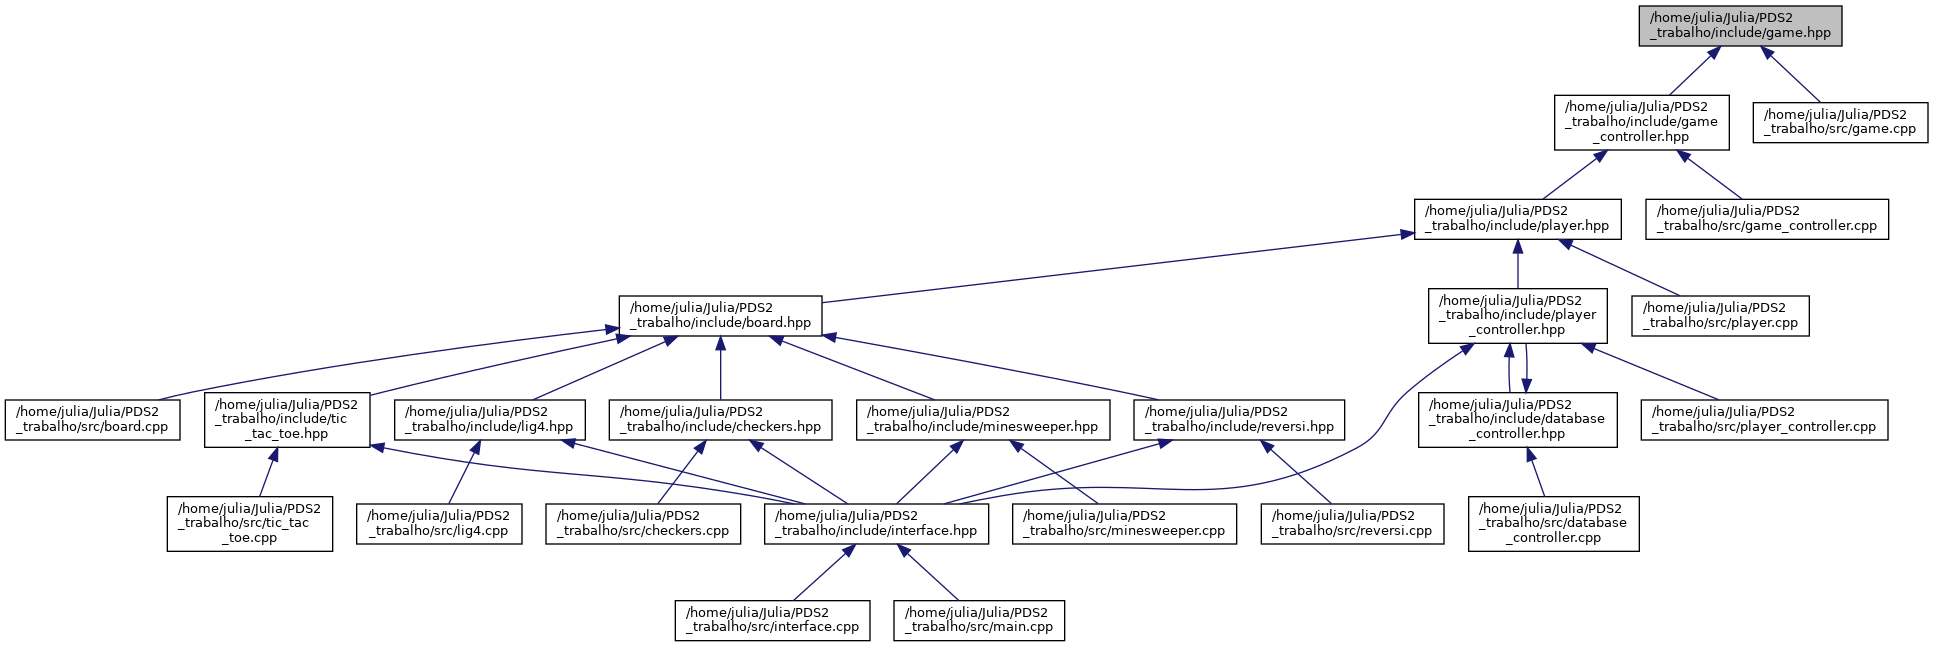 /home/julia/Julia/PDS2
_trabalho/include/game.hpp
/home/julia/Julia/PDS2
_trabalho/include/game
_controller.hpp
/home/julia/Julia/PDS2
_trabalho/src/game.cpp
/home/julia/Julia/PDS2
_trabalho/include/player.hpp
/home/julia/Julia/PDS2
_trabalho/src/game_controller.cpp
/home/julia/Julia/PDS2
_trabalho/include/board.hpp
/home/julia/Julia/PDS2
_trabalho/include/player
_controller.hpp
/home/julia/Julia/PDS2
_trabalho/src/player.cpp
/home/julia/Julia/PDS2
_trabalho/src/board.cpp
/home/julia/Julia/PDS2
_trabalho/include/tic
_tac_toe.hpp
/home/julia/Julia/PDS2
_trabalho/include/lig4.hpp
/home/julia/Julia/PDS2
_trabalho/include/checkers.hpp
/home/julia/Julia/PDS2
_trabalho/include/minesweeper.hpp
/home/julia/Julia/PDS2
_trabalho/include/reversi.hpp
/home/julia/Julia/PDS2
_trabalho/include/database
_controller.hpp
/home/julia/Julia/PDS2
_trabalho/src/player_controller.cpp
/home/julia/Julia/PDS2
_trabalho/src/tic_tac
_toe.cpp
/home/julia/Julia/PDS2
_trabalho/src/lig4.cpp
/home/julia/Julia/PDS2
_trabalho/src/checkers.cpp
/home/julia/Julia/PDS2
_trabalho/include/interface.hpp
/home/julia/Julia/PDS2
_trabalho/src/minesweeper.cpp
/home/julia/Julia/PDS2
_trabalho/src/reversi.cpp
/home/julia/Julia/PDS2
_trabalho/src/database
_controller.cpp
/home/julia/Julia/PDS2
_trabalho/src/interface.cpp
/home/julia/Julia/PDS2
_trabalho/src/main.cpp